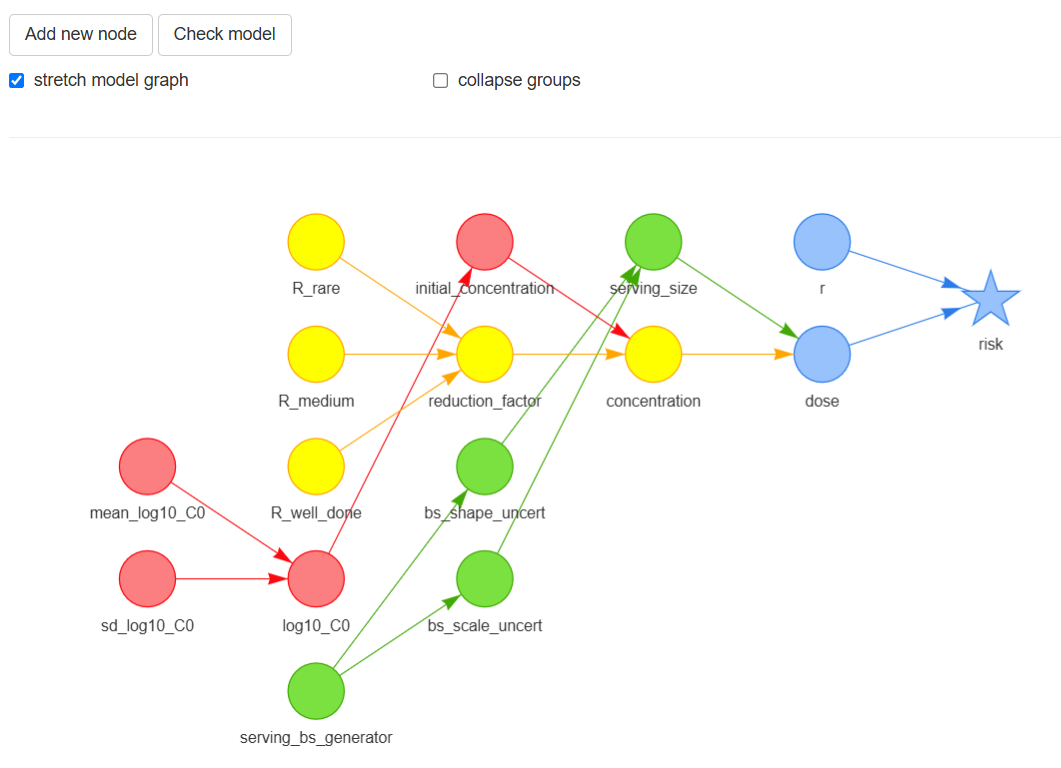 Add new node Check model
stretch model graph collapse groups
R_rare initial_concentration serving_size r
risk
R_medium reduction_factor concentration dose
mean_log10_C0 R_well_done bs_shape_uncert
sd_log10_C0 log10_C0 bs_scale_uncert
serving_bs_generator